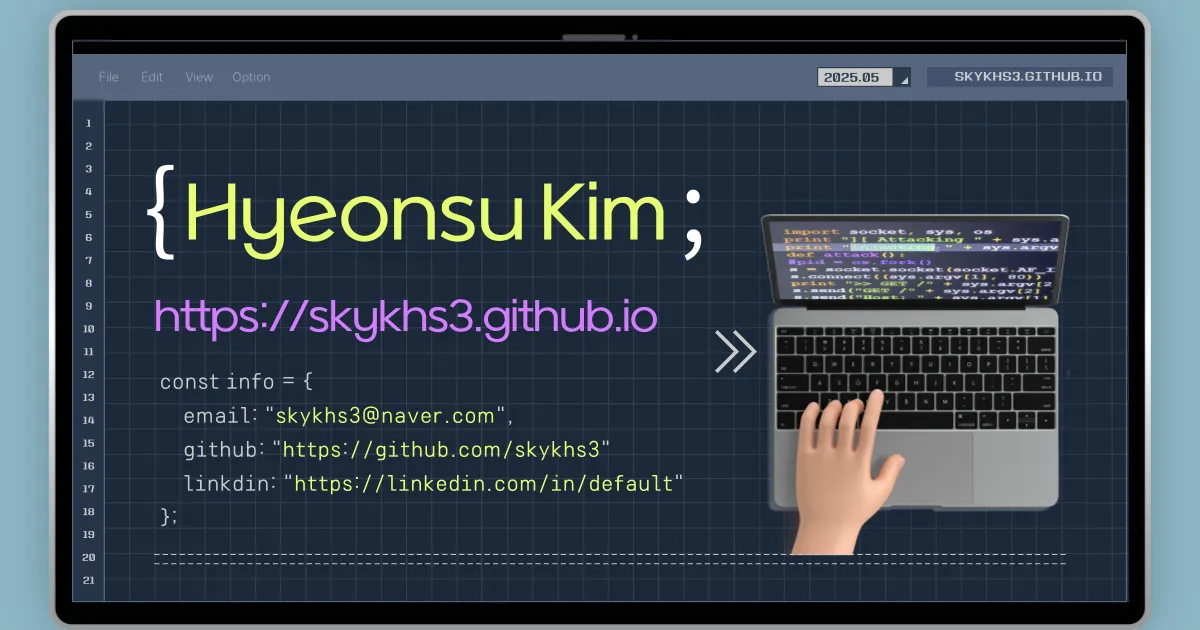 File Edit View Option
2025.05
SKYKHS3.GITHUB.IO
1
2
3
4
5
6
7
8
9
10
11
12
13
14
15
16
17
18
19
20
21
{Hyeonsu Kim;
https://skykhs3.github.io
const info = {
email: "skykhs3@naver.com",
github: "https://github.com/skykhs3"
linkdin: "https://linkedin.com/in/default"
};
import socket, sys, os
print "][ Attacking " + sys.a
print "injecting " + sys.argv
def attack():
#pid = os.fork()
s = socket.socket(socket.AF_I
s.connect((sys.argv[1], 80))
print ">> GET /" + sys.argv[2
s.send("GET /" + sys.argv[2]
s.send("Host: " + sys.argv[1]